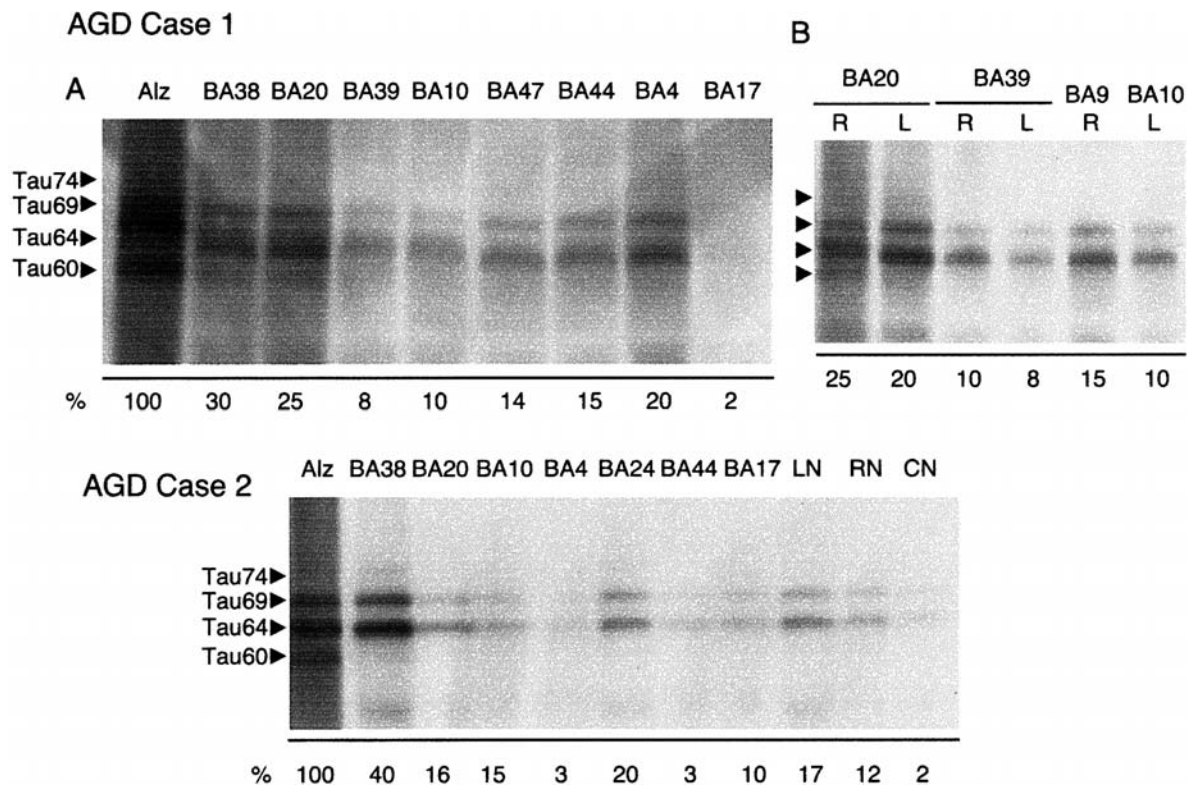 AGD Case 1
A
Alz BA38 BA20 BA39 BA10 BA47 BA44 BA4 BA17
Tau74
Tau69
Tau64
Tau60
% 100 30 25 8 10 14 15 20 2
B
BA20 BA39 BA9 BA10
R L R L R L
25 20 10 8 15 10
AGD Case 2
Alz BA38 BA20 BA10 BA4 BA24 BA44 BA17 LN RN CN
Tau74
Tau69
Tau64
Tau60
% 100 40 16 15 3 20 3 10 17 12 2